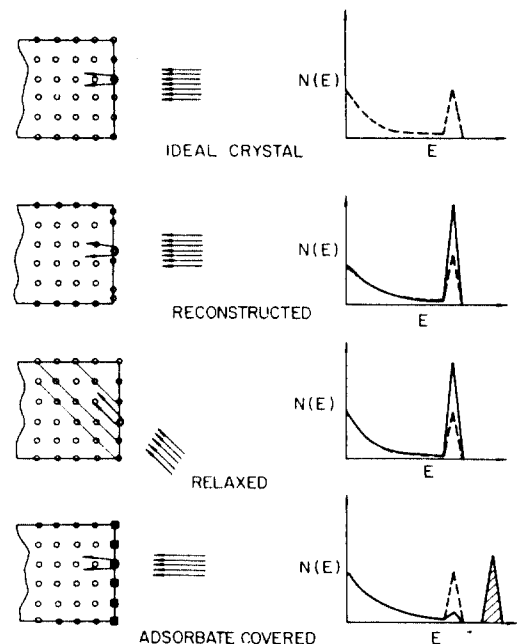 N(E)
IDEAL CRYSTAL
E
N(E)
RECONSTRUCTED
E
N(E)
RELAXED
E
N(E)
ADSORBATE COVERED
E